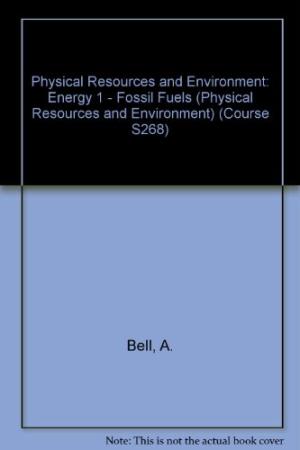 Physical Resources and Environment:
Energy 1 - Fossil Fuels (Physical
Resources and Environment) (Course
S268)
Bell, A.
Note: This is not the actual book cover